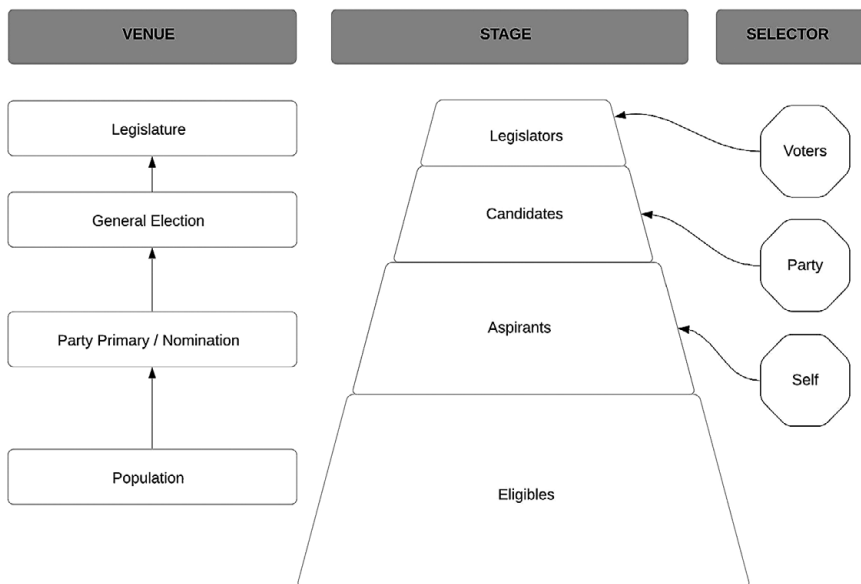 VENUE
STAGE
SELECTOR
Legislature
General Election
Party Primary / Nomination
Population
Legislators
Candidates
Aspirants
Eligibles
Voters
Party
Self